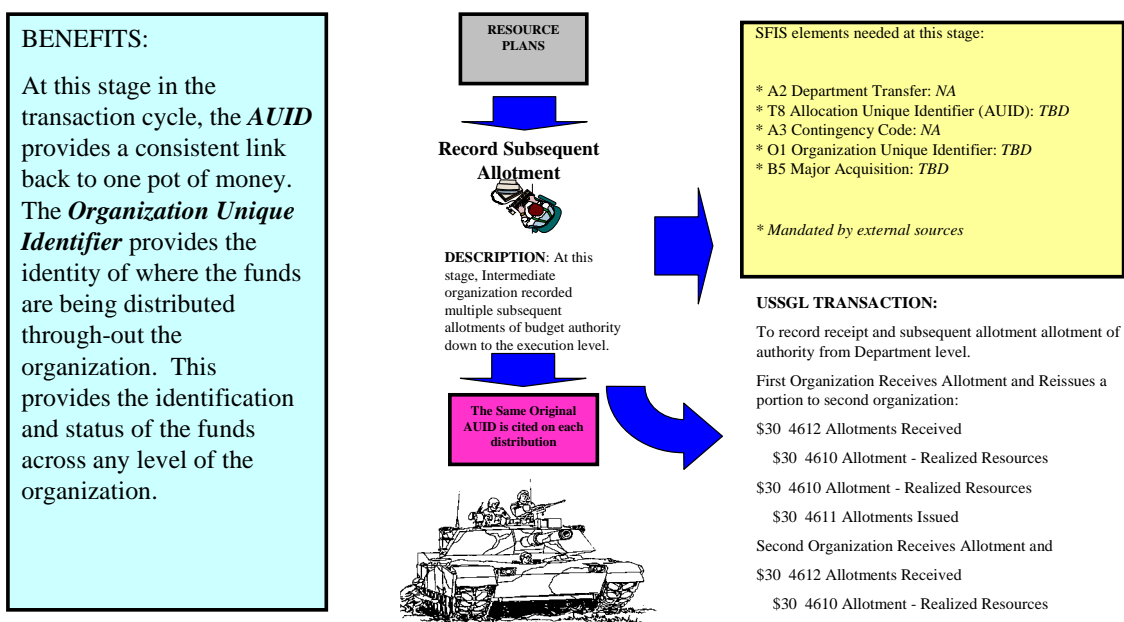 BENEFITS:
At this stage in the
transaction cycle, the AUID
provides a consistent link
back to one pot of money.
The Organization Unique
Identifier provides the
identity of where the funds
are being distributed
through-out the
organization. This
provides the identification
and status of the funds
across any level of the
organization.
RESOURCE
PLANS
Record Subsequent
Allotment
DESCRIPTION: At this
stage, Intermediate
organization recorded
multiple subsequent
allotments of budget authority
down to the execution level.
The Same Original
AUID is cited on each
distribution
SFIS elements needed at this stage:
* A2 Department Transfer: NA
* T8 Allocation Unique Identifier (AUID): TBD
* A3 Contingency Code: NA
* O1 Organization Unique Identifier: TBD
* B5 Major Acquisition: TBD
* Mandated by external sources
USSGL TRANSACTION:
To record receipt and subsequent allotment allotment of
authority from Department level.
First Organization Receives Allotment and Reissues a
portion to second organization:
$30 4612 Allotments Received
$30 4610 Allotment - Realized Resources
$30 4610 Allotment - Realized Resources
$30 4611 Allotments Issued
Second Organization Receives Allotment and
$30 4612 Allotments Received
$30 4610 Allotment - Realized Resources